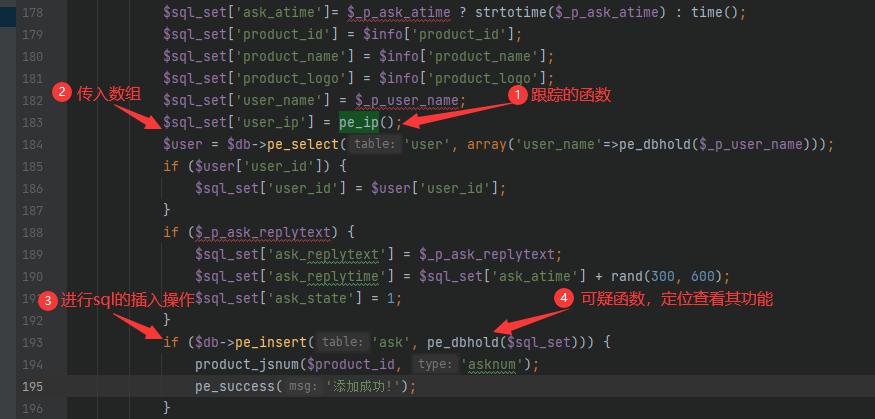 178 $sql_set['ask_atime']= $_p_ask_atime ? strtotime($_p_ask_atime) : time();
179 $sql_set['product_id'] = $info['product_id'];
180 $sql_set['product_name'] = $info['product_name'];
181 $sql_set['product_logo'] = $info['product_logo'];
182 $sql_set['user_name'] = $_p_user_name;
2 传入数组
1 跟踪的函数
183 $sql_set['user_ip'] = pe_ip();
184 $user = $db->pe_select( table: 'user', array('user_name'=>pe_dbhold($_p_user_name)));
185 if ($user['user_id']) {
186 $sql_set['user_id'] = $user['user_id'];
187 }
188 if ($_p_ask_replytext) {
189 $sql_set['ask_replytext'] = $_p_ask_replytext;
190 $sql_set['ask_replytime'] = $sql_set['ask_atime'] + rand(300, 600);
3 进行sql的插入操作
$sql_set['ask_state'] = 1;
4 可疑函数，定位查看其功能
192 }
193 if ($db->pe_insert( table: 'ask', pe_dbhold($sql_set))) {
194 product_jsnum($product_id, type: 'asknum');
195 pe_success( msg: '添加成功!');
196 }